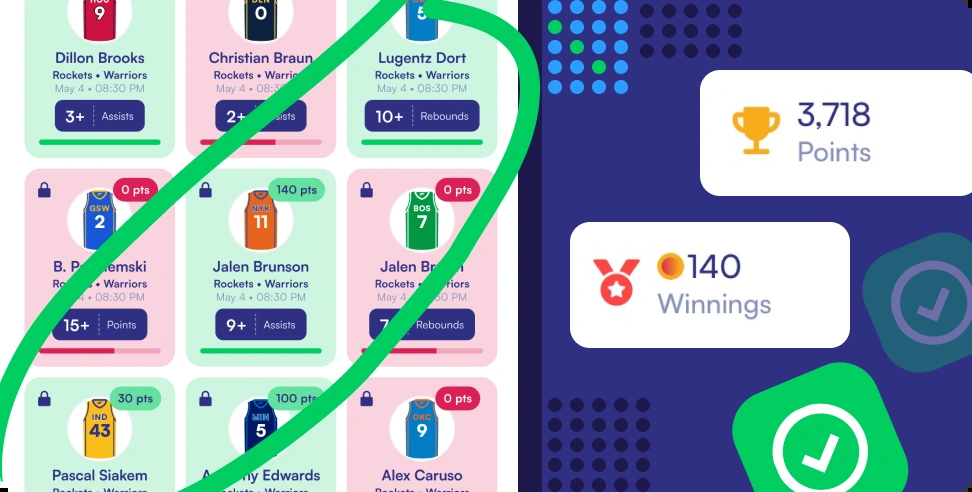 HOU
9
DEN
0
OKC
5
Dillon Brooks
Christian Braun
Lugentz Dort
Rockets • Warriors
Rockets • Warriors
Rockets • Warriors
May 4 • 08:30 PM
May 4 • 08:30 PM
May 4 • 08:30 PM
3+ Assists
2+ Assists
10+ Rebounds
0 pts
140 pts
0 pts
GSW
2
NYK
11
BOS
7
B. 
Jalen Brunson
Jalen
Rockets • Warriors
Rockets • Warriors
Rockets • Warriors
May 4 • 08:30 PM
May 4 • 08:30 PM
May 4 • 08:30 PM
15+ Points
9+ Assists
Rebounds
30 pts
100 pts
0 pts
IND
43
MIN
5
OKC
9
Pascal Siakem
Edwards
Alex Caruso
3,718
Points
140
Winnings